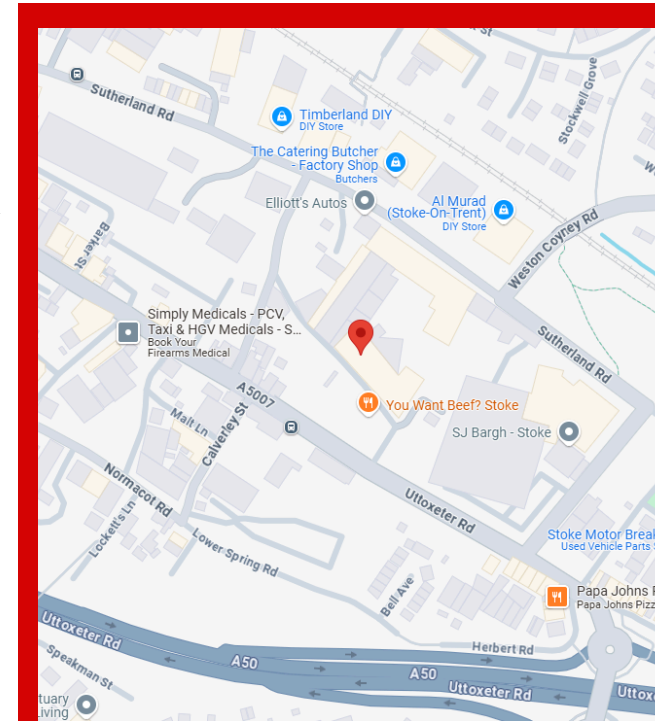 St
Stockwell Grove
Sutherland Rd
Timberland DIY
DIY Store
The Catering Butcher
- Factory Shop
Butchers
Elliott's Autos
Al Murad
(Stoke-On-Trent)
DIY Store
Weston Coyney Rd
Barker St
Simply Medicals - PCV,
Taxi & HGV Medicals - S...
Book Your
Firearms Medical
Sutherland Rd
A5007
You Want Beef? Stoke
SJ Bargh - Stoke
Malt Ln
Calverley St
Normacot Rd
Lockett's Ln
Uttoxeter Rd
Lower Spring Rd
Stoke Motor Break
Used Vehicle Parts S
Bell Ave
Papa Johns P
Papa Johns Pizz
Uttoxeter Rd
Herbert Rd
Speakman St
A50
A50
Uttoxeter Rd
Uttox
tuary
Living